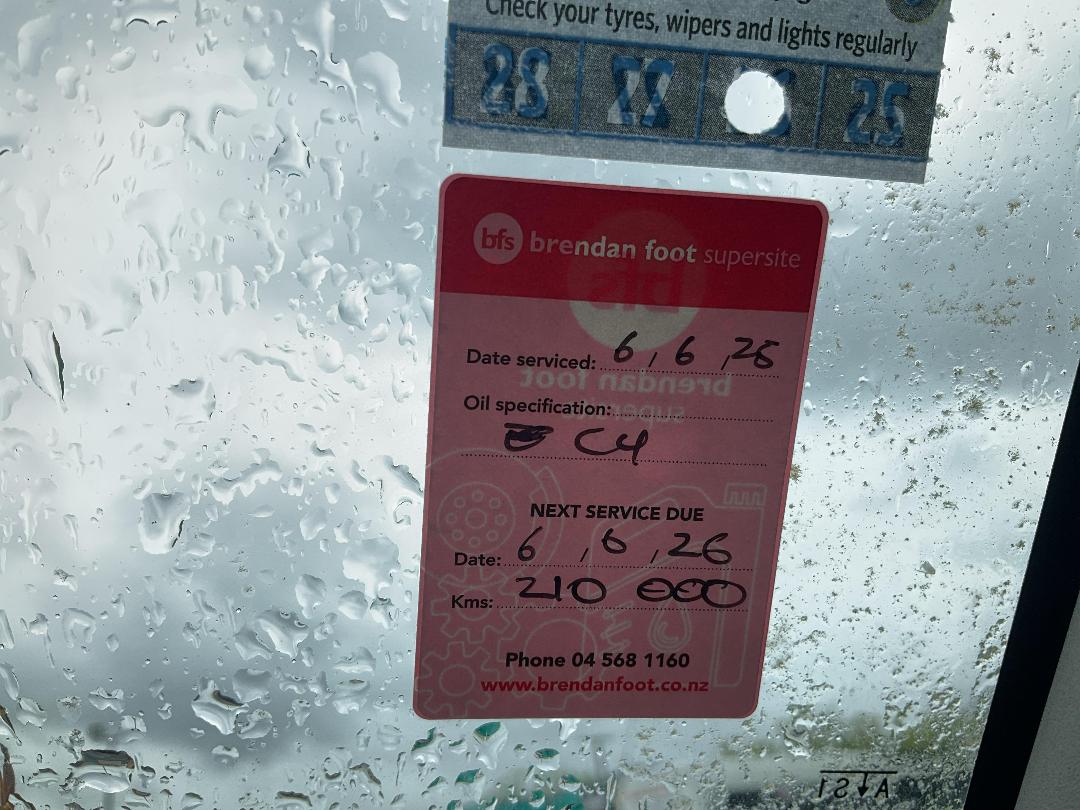 Check your tyres, wipers and lights regularly
28 27 25
bfs brendan foot supersite
Date serviced: 6, 6, 25
Oil specification:
C4
NEXT SERVICE DUE
Date: 6, 6, 26
Kms: 210 000
Phone 04 568 1160
www.brendanfoot.co.nz